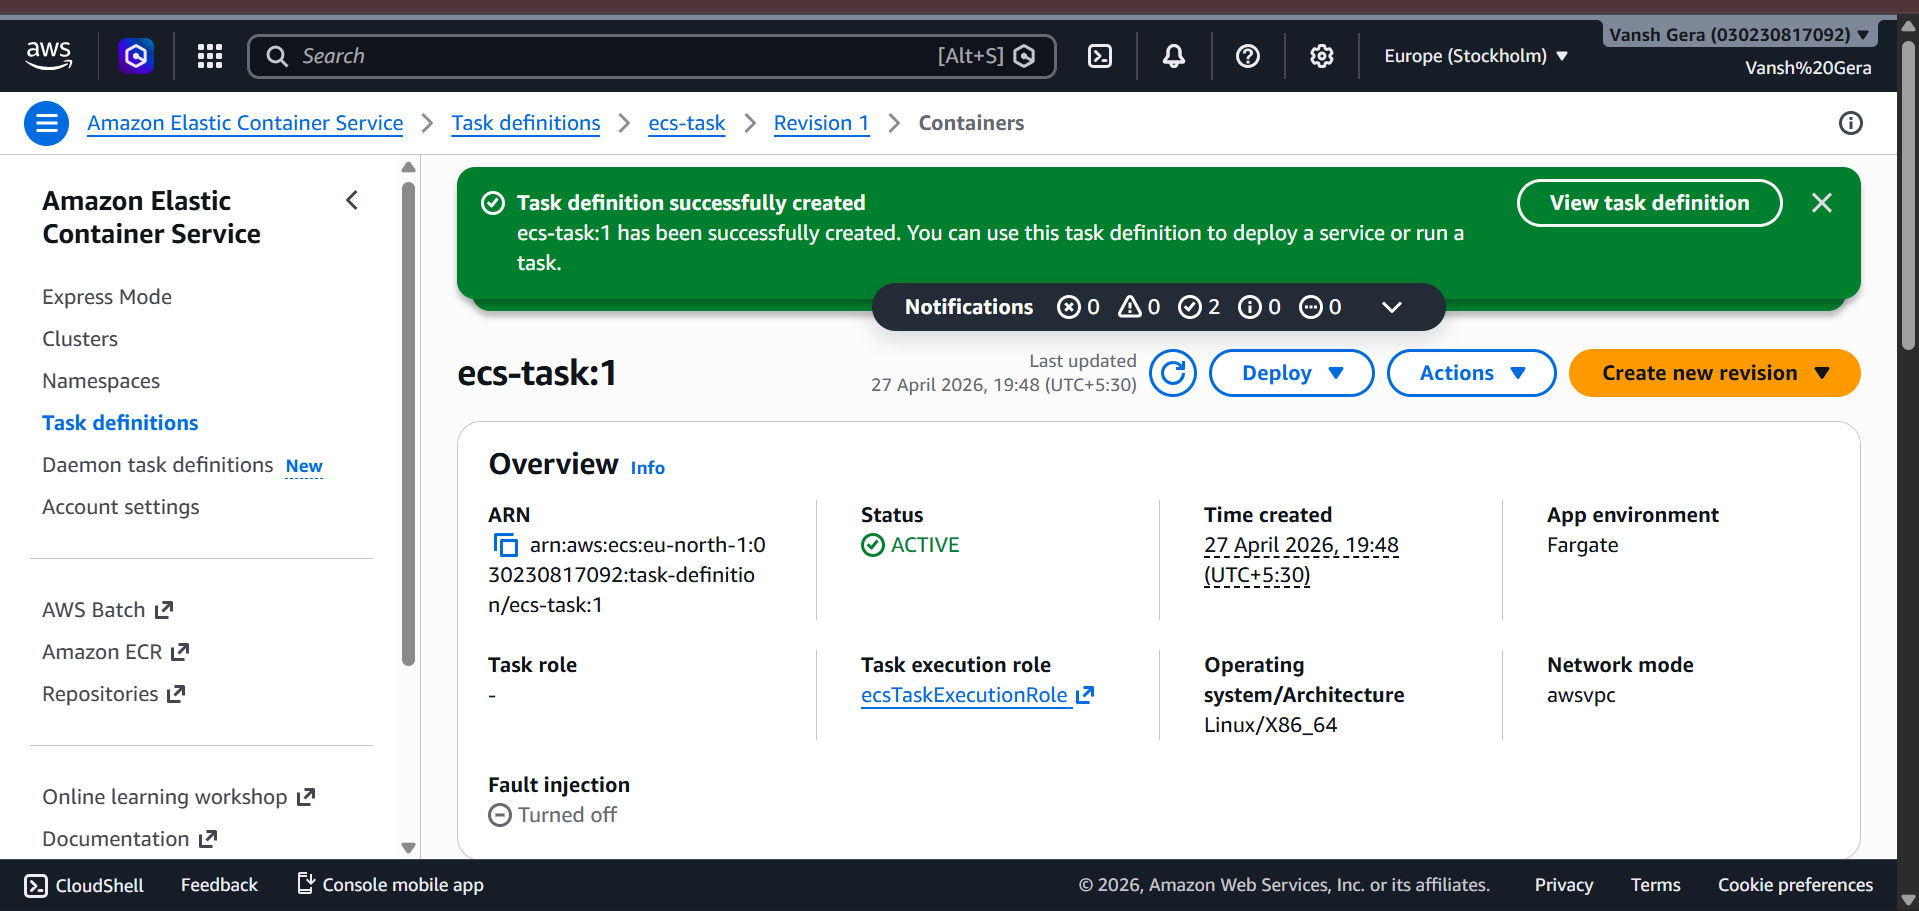 aws
Search
[Alt+S]
Europe (Stockholm)
Vansh Gera (030230817092)
Vansh%20Gera
Amazon Elastic Container Service
Task definitions
ecs-task
Revision 1
Containers
Amazon Elastic
Container Service
Express Mode
Clusters
Namespaces
Task definitions
Daemon task definitions New
Account settings
AWS Batch
Amazon ECR
Repositories
Online learning workshop
Documentation
Task definition successfully created
ecs-task:1 has been successfully created. You can use this task definition to deploy a service or run a
task.
View task definition
Notifications 0 0 2 0 0
ecs-task:1
Last updated
27 April 2026, 19:48 (UTC+5:30)
Deploy
Actions
Create new revision
Overview Info
ARN
arn:aws:ecs:eu-north-1:0
30230817092:task-definitio
n/ecs-task:1
Status
ACTIVE
Time created
27 April 2026, 19:48
(UTC+5:30)
App environment
Fargate
Task role
-
Task execution role
ecsTaskExecutionRole
Operating
system/Architecture
Linux/X86_64
Network mode
awsvpc
Fault injection
Turned off
CloudShell
Feedback
Console mobile app
© 2026, Amazon Web Services, Inc. or its affiliates.
Privacy
Terms
Cookie preferences